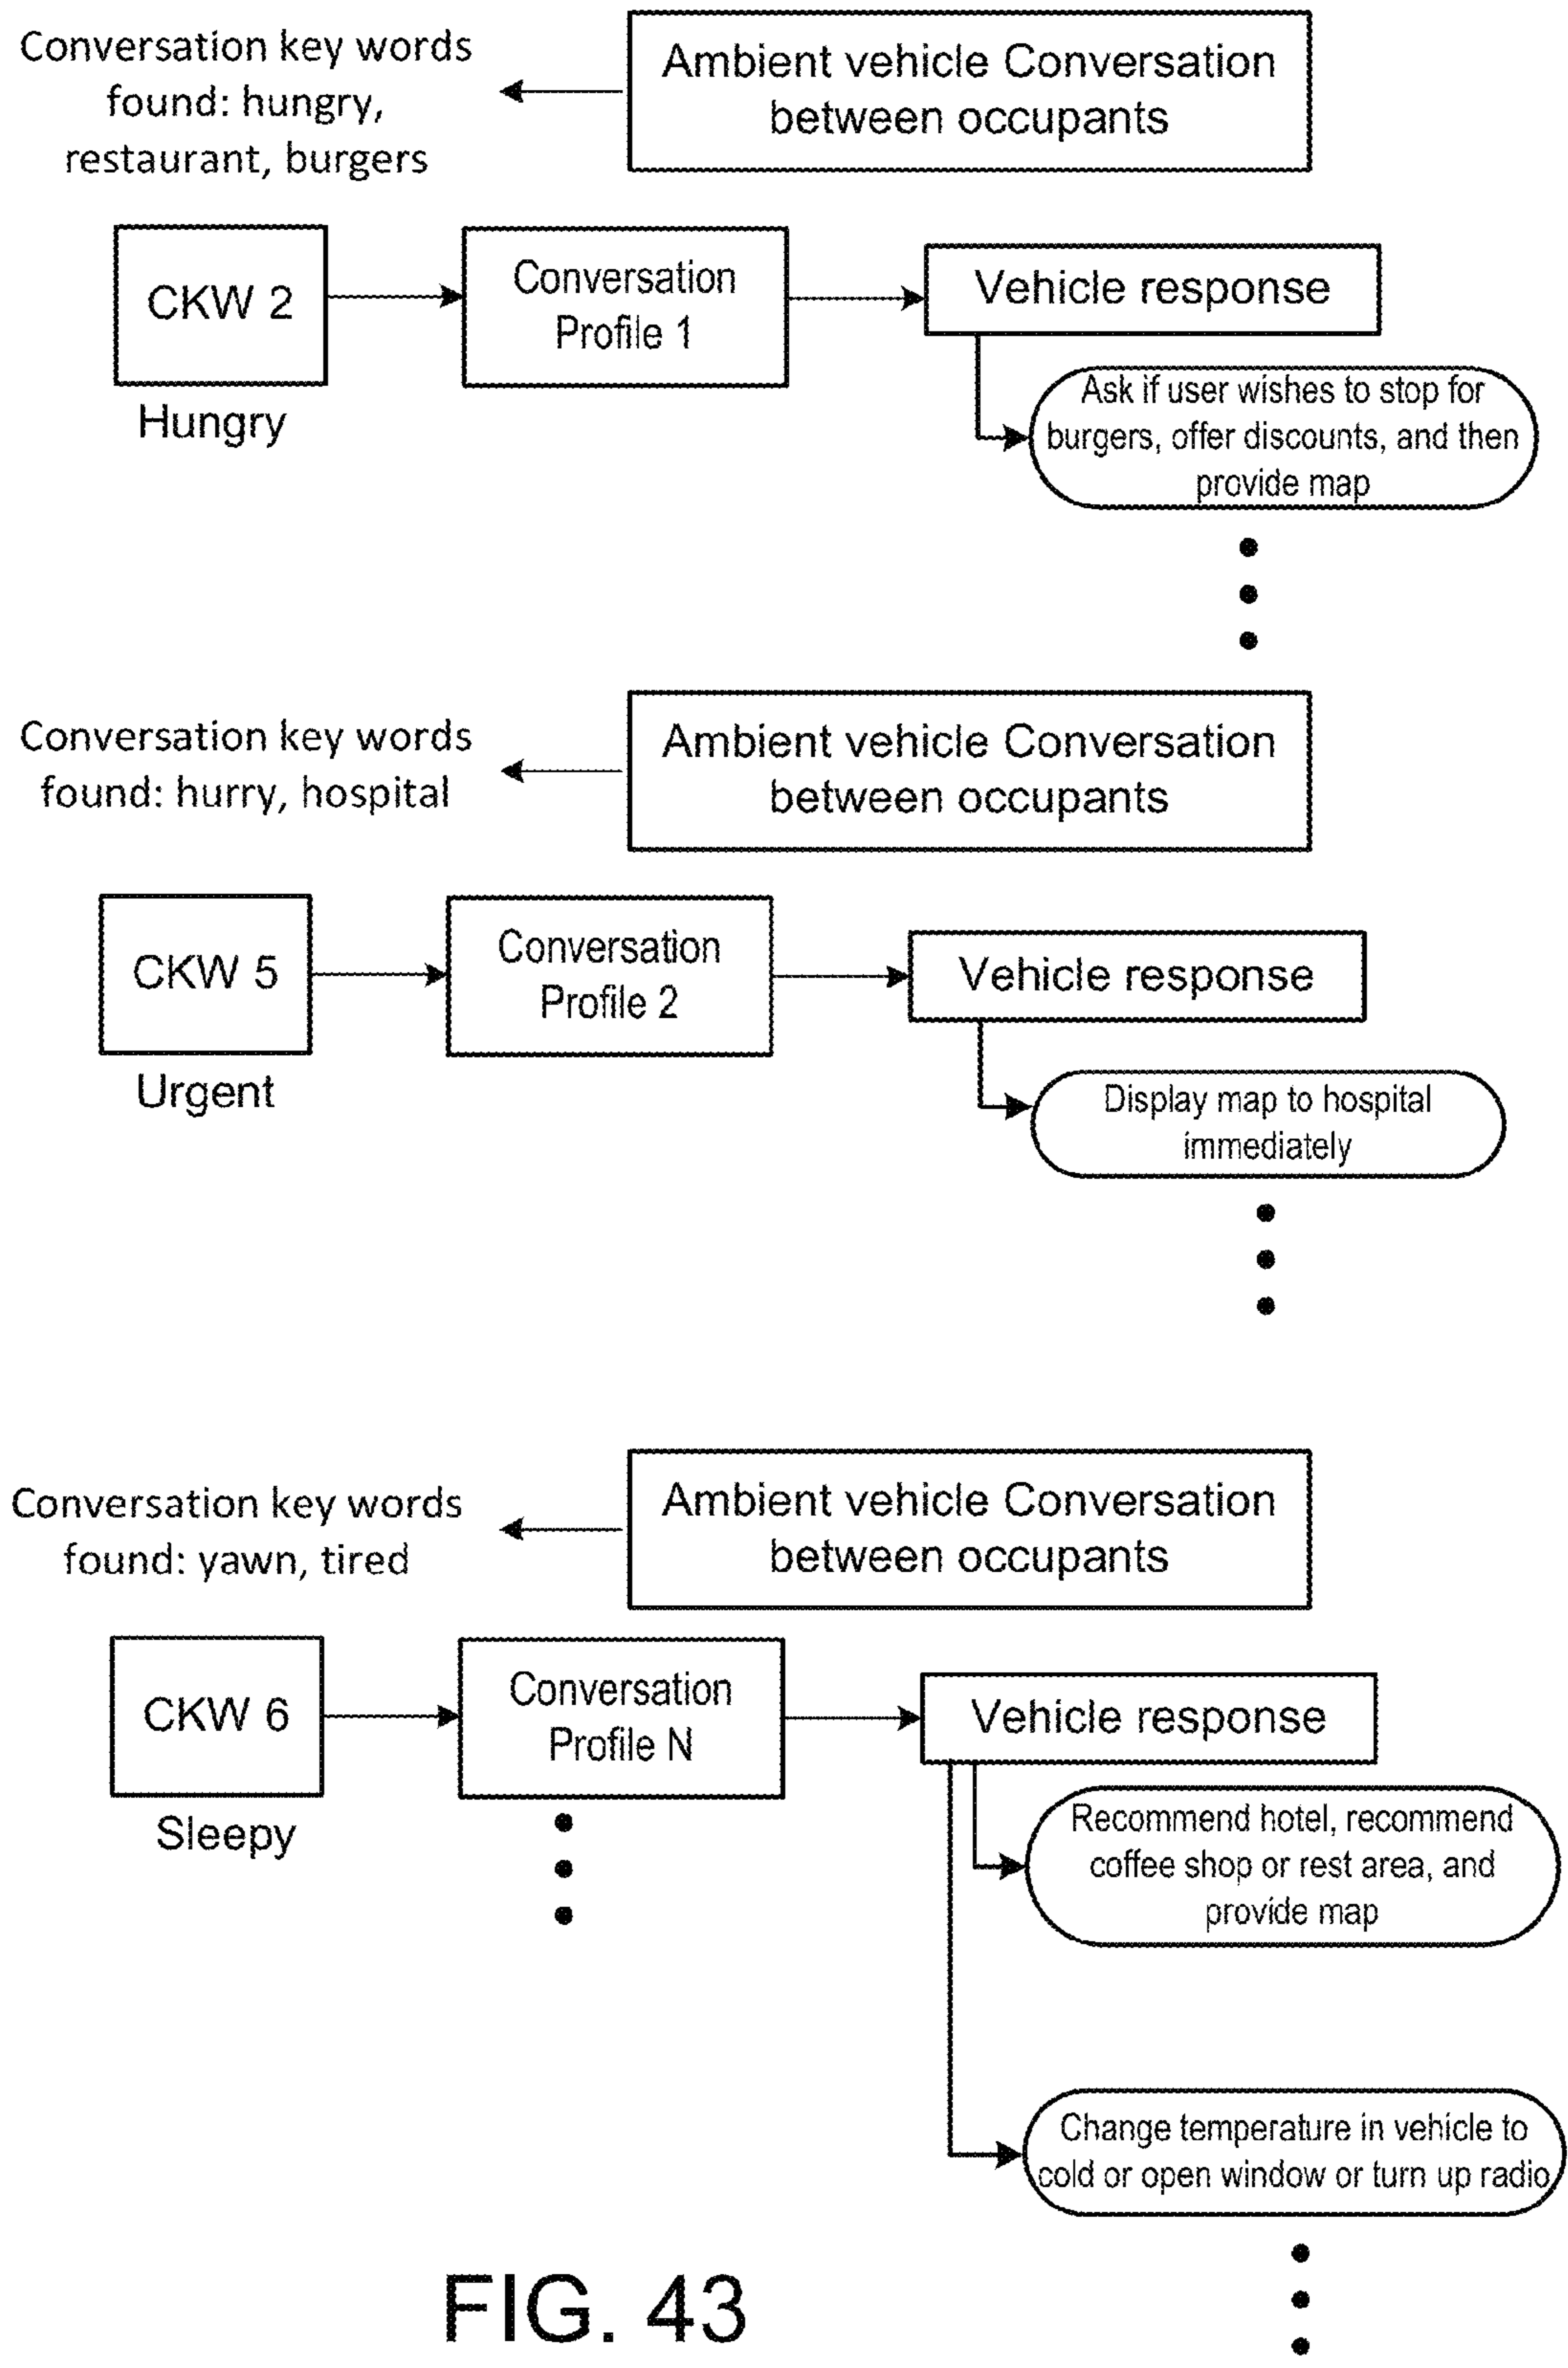 Conversation key words
found: hungry,
restaurant, burgers
Ambient vehicle Conversation
between occupants
CKW 2
Hungry
Conversation
Profile 1
Vehicle response
Ask if user wishes to stop for
burgers, offer discounts, and then
provide map
Conversation key words
found: hurry, hospital
Ambient vehicle Conversation
between occupants
CKW 5
Urgent
Conversation
Profile 2
Vehicle response
Display map to hospital
immediately
Conversation key words
found: yawn, tired
Ambient vehicle Conversation
between occupants
CKW 6
Sleepy
Conversation
Profile N
Vehicle response
Recommend hotel, recommend
coffee shop or rest area, and
provide map
Change temperature in vehicle to
cold or open window or turn up radio
FIG. 43